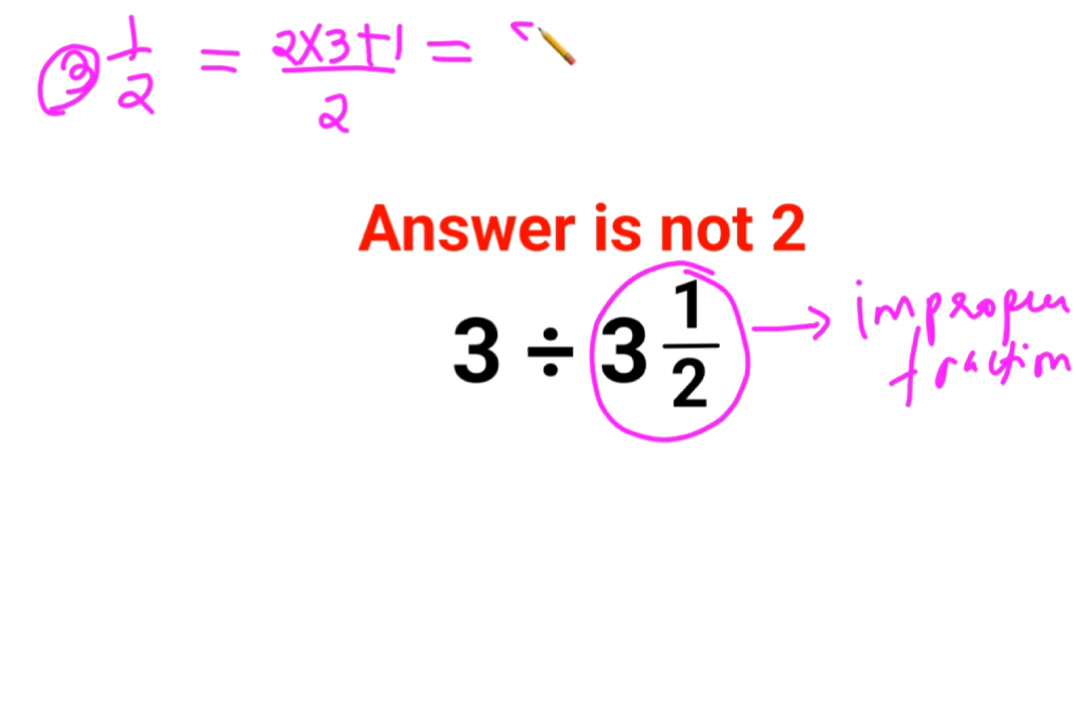 3 1/2 = 2×3+1/2 =
Answer is not 2
3 ÷ 3 1/2 → improper
fraction